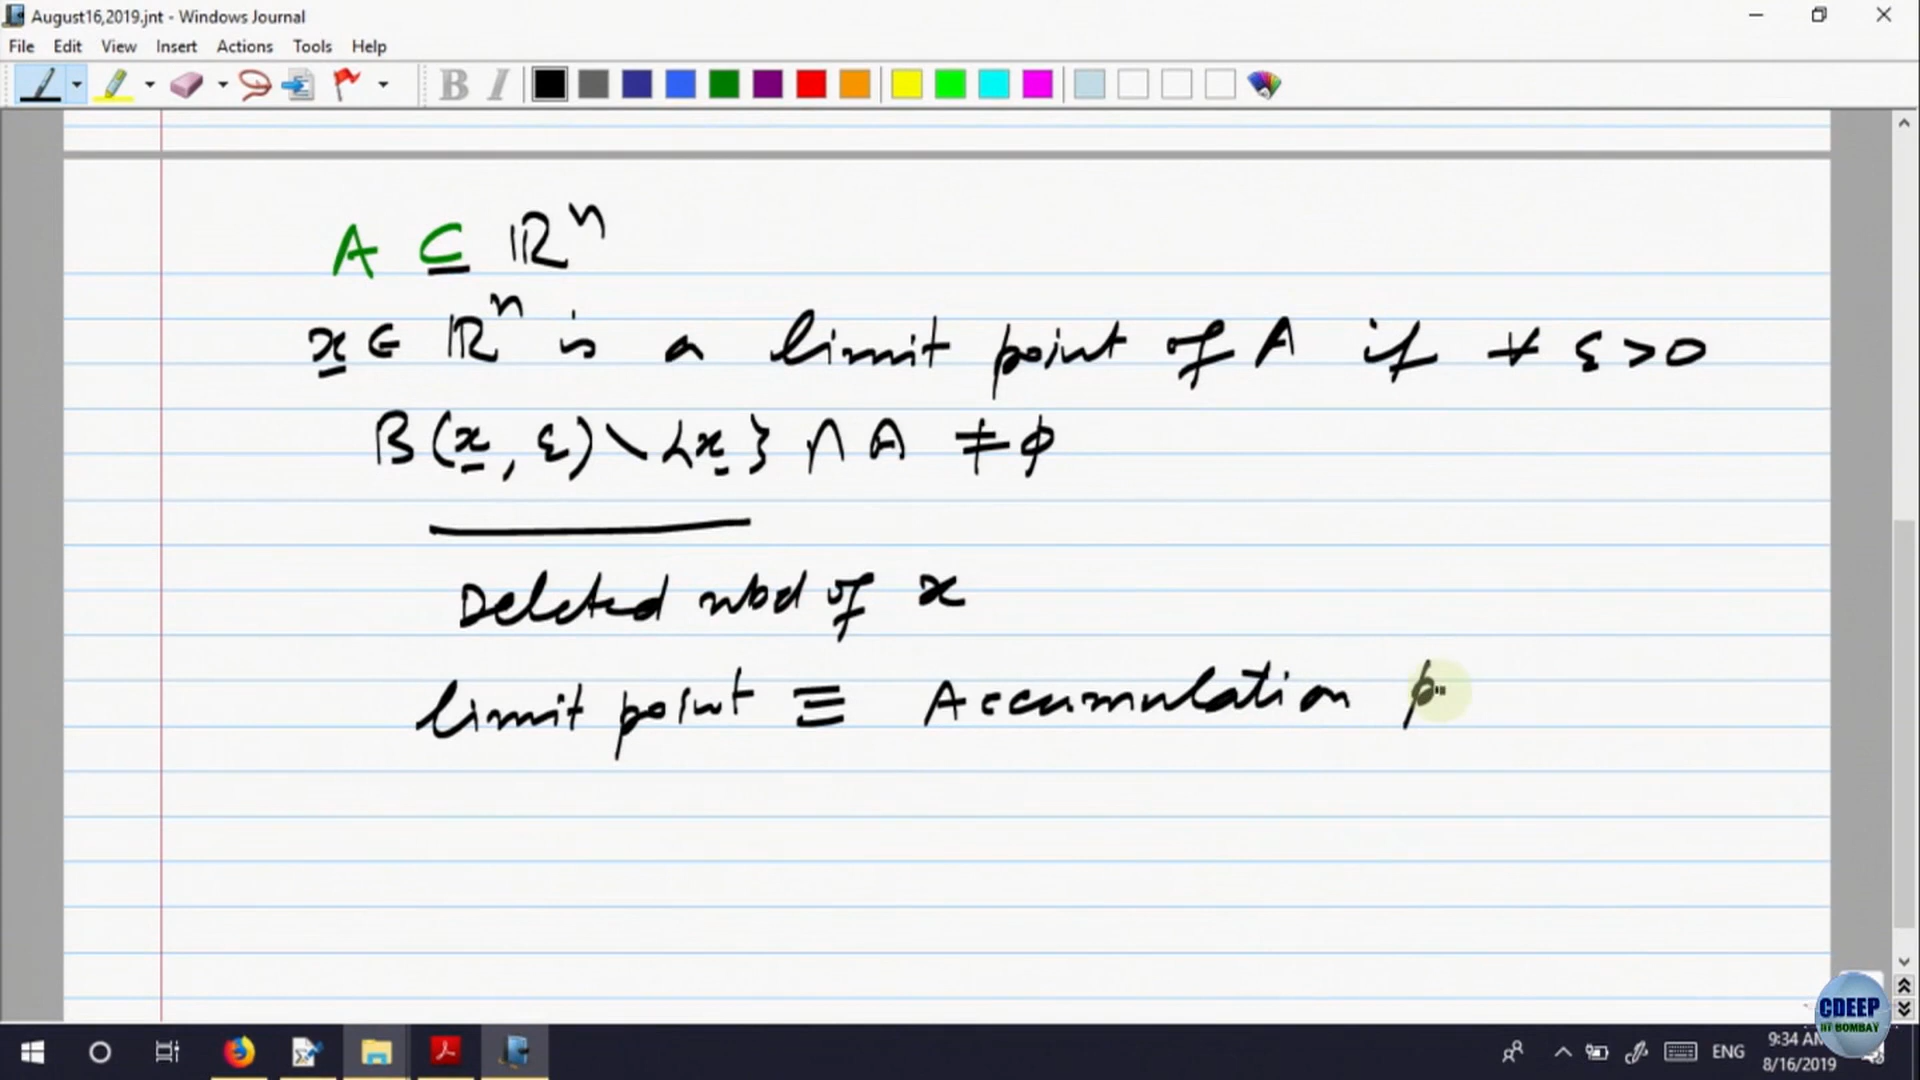 August16,2019.jnt - Windows Journal
File Edit View Insert Actions Tools Help
B I
A ⊆ ℝⁿ
x ∈ ℝⁿ is a limit point of A if ∀ ε > 0
B (x, ε) \ {x} ∩ A ≠ ϕ
Deleted nbd of x
limit point ≡ Accumulation p
CDEEP
IIT BOMBAY
ENG
9:34 AM
8/16/2019